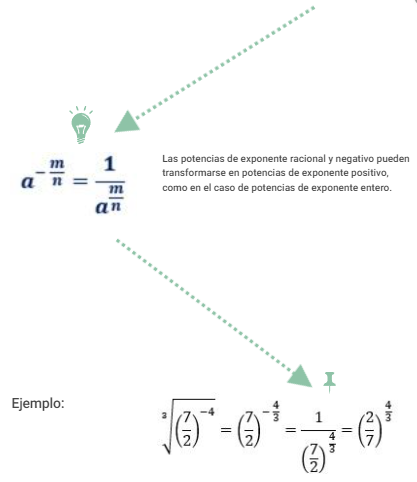 a^{-\frac{m}{n}} = \frac{1}{a^{\frac{m}{n}}}
Las potencias de exponente racional y negativo pueden
transformarse en potencias de exponente positivo,
como en el caso de potencias de exponente entero.
Ejemplo:
\sqrt[3]{\left(\frac{7}{2}\right)^{-4}} = \left(\frac{7}{2}\right)^{-\frac{4}{3}} = \frac{1}{\left(\frac{7}{2}\right)^{\frac{4}{3}}} = \left(\frac{2}{7}\right)^{\frac{4}{3}}